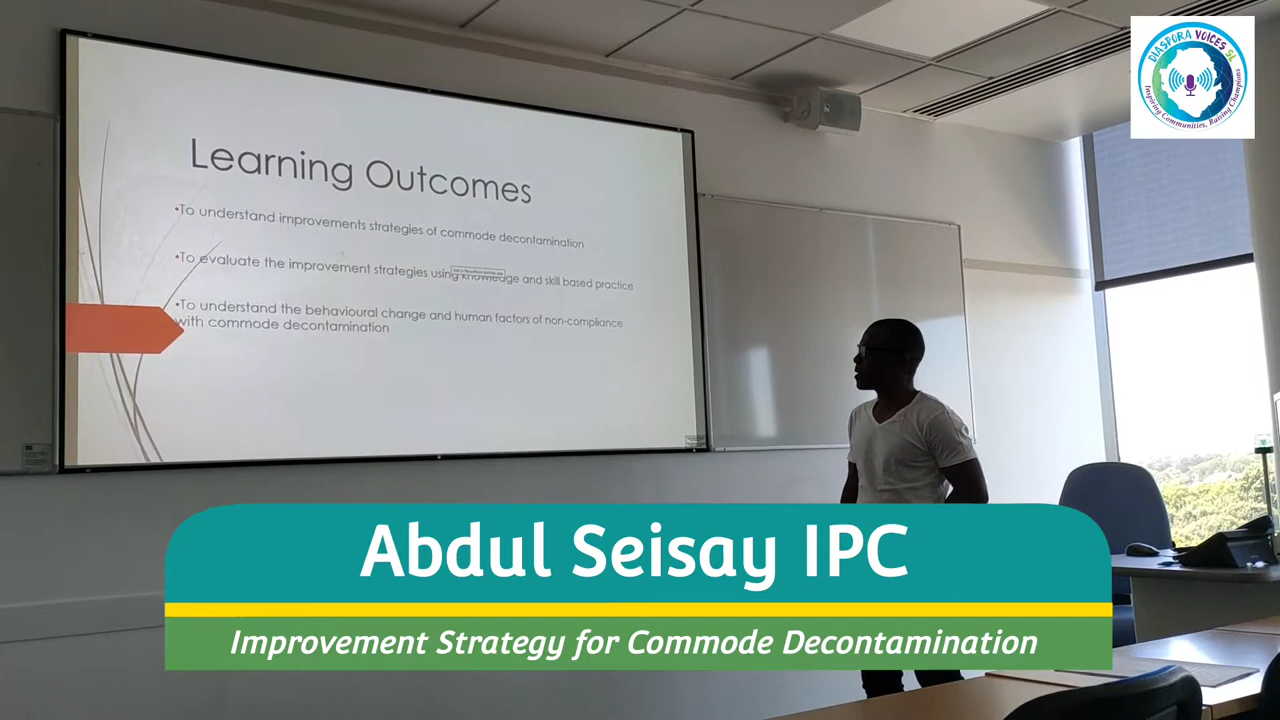 DIASPORA VOICES SL
Inspiring Communities, Raising Champions
Learning Outcomes
•To understand improvements strategies of commode decontamination
•To evaluate the improvement strategies using knowledge and skill based practice
•To understand the behavioural change and human factors of non-compliance
with commode decontamination
Abdul Seisay IPC
Improvement Strategy for Commode Decontamination